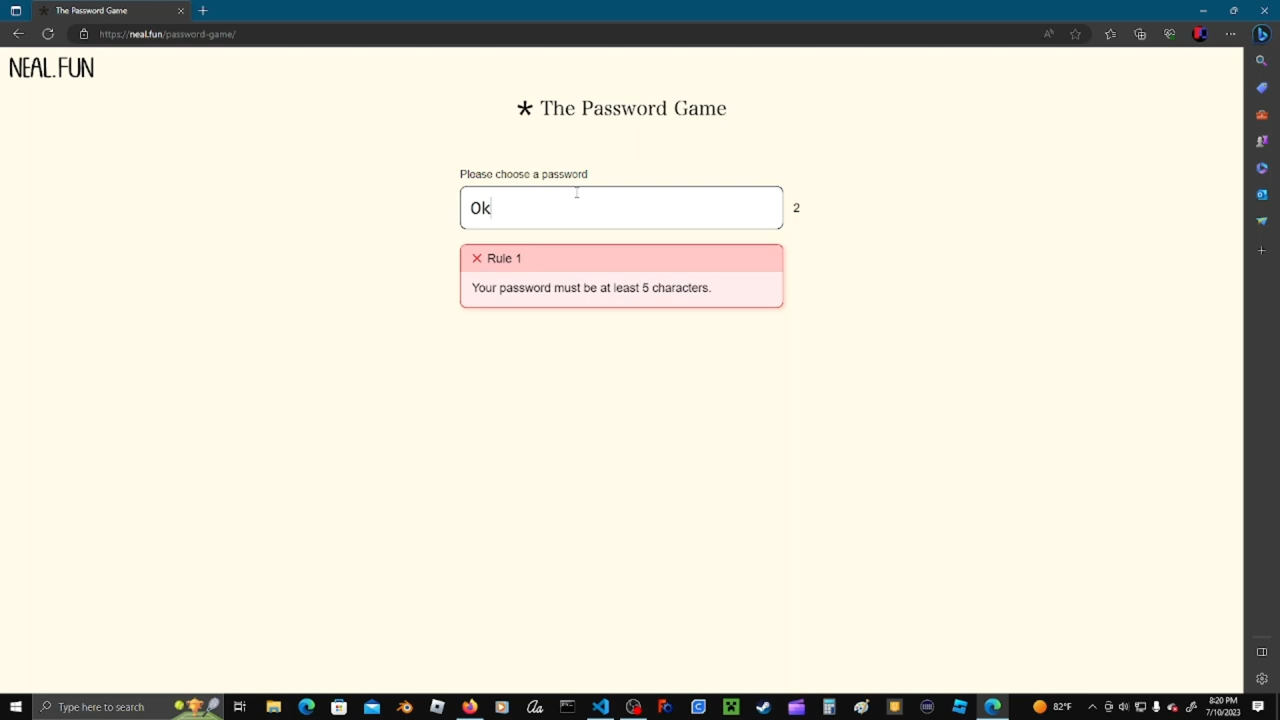 The Password Game
https://neal.fun/password-game/
NEAL.FUN
* The Password Game
Please choose a password
Ok
2
Rule 1
Your password must be at least 5 characters.
Type here to search
82°F
8:20 PM
7/10/2023